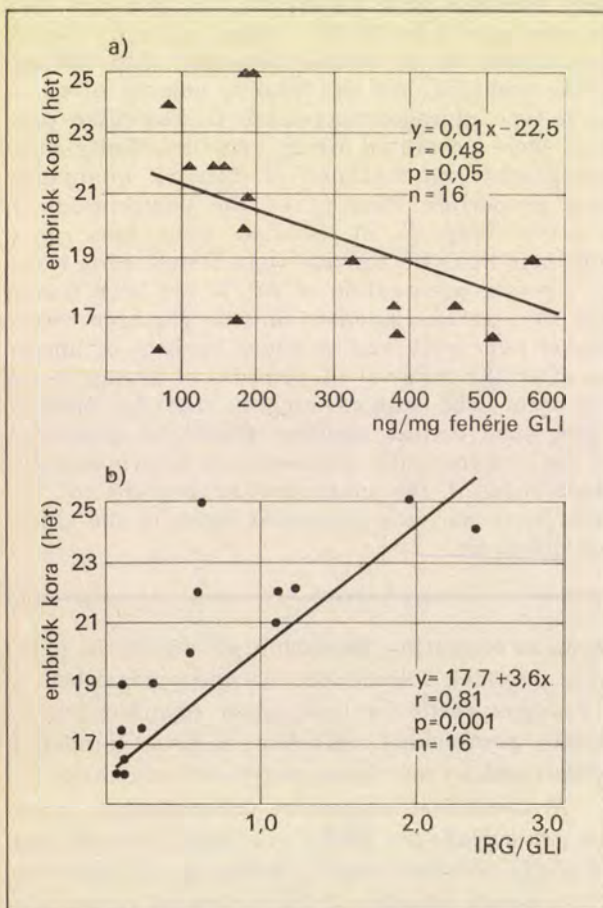 a)
embriók kora (hét)
25
23
21
19
17
y = 0,01x – 22,5
r = 0,48
p = 0,05
n = 16
100 200 300 400 500 600
ng/mg fehérje GLI
b)
embriók kora (hét)
25
23
21
19
17
y = 17,7 +3,6x
r = 0,81
p = 0,001
n = 16
1,0 2,0 3,0
IRG/GLI